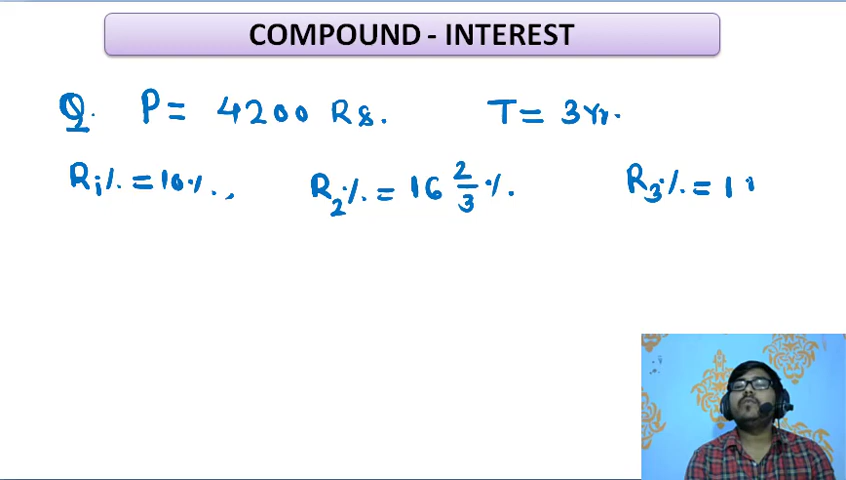 COMPOUND - INTEREST
Q. P = 4200 Rs. T = 3 Yr.
R₁% = 10%, R₂% = 16 2/3 %. R₃% = 1